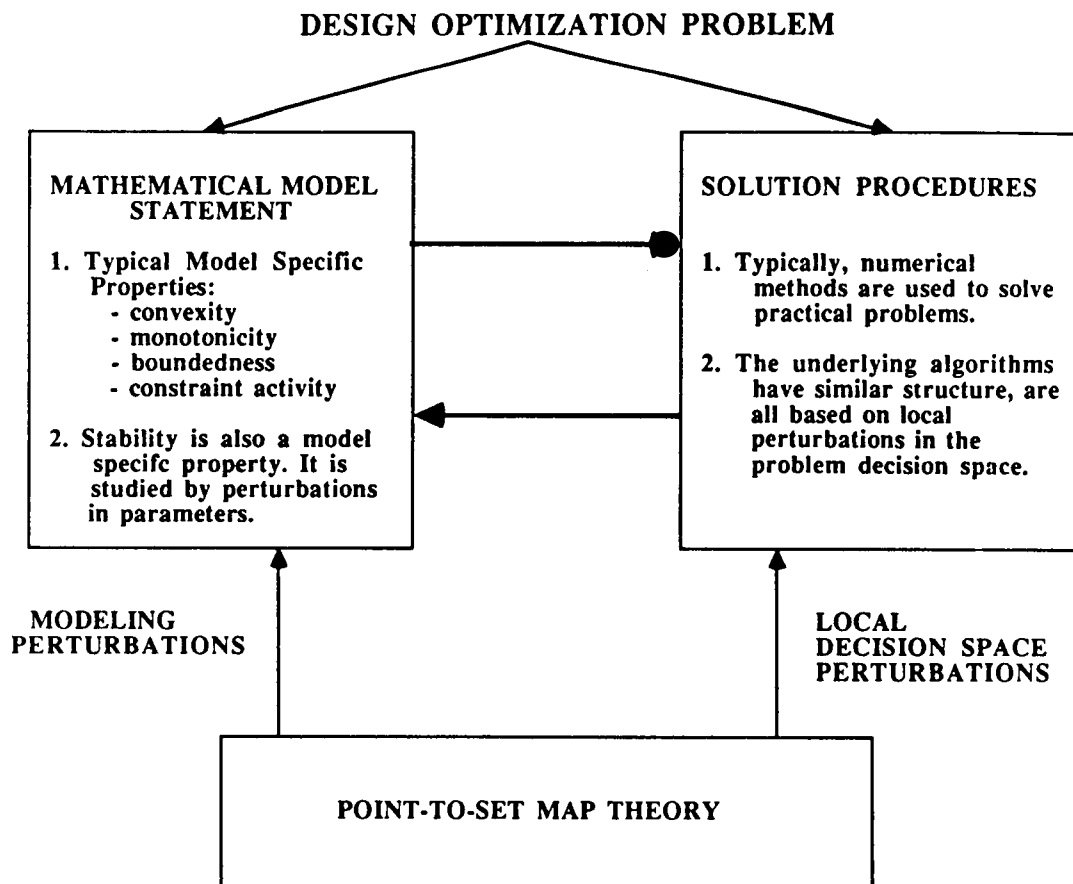 DESIGN OPTIMIZATION PROBLEM
MATHEMATICAL MODEL
STATEMENT
1. Typical Model Specific
Properties:
- convexity
- monotonicity
- boundedness
- constraint activity
2. Stability is also a model
specifc property. It is
studied by perturbations
in parameters.
SOLUTION PROCEDURES
1. Typically, numerical
methods are used to solve
practical problems.
2. The underlying algorithms
have similar structure, are
all based on local
perturbations in the
problem decision space.
MODELING
PERTURBATIONS
LOCAL
DECISION SPACE
PERTURBATIONS
POINT-TO-SET MAP THEORY